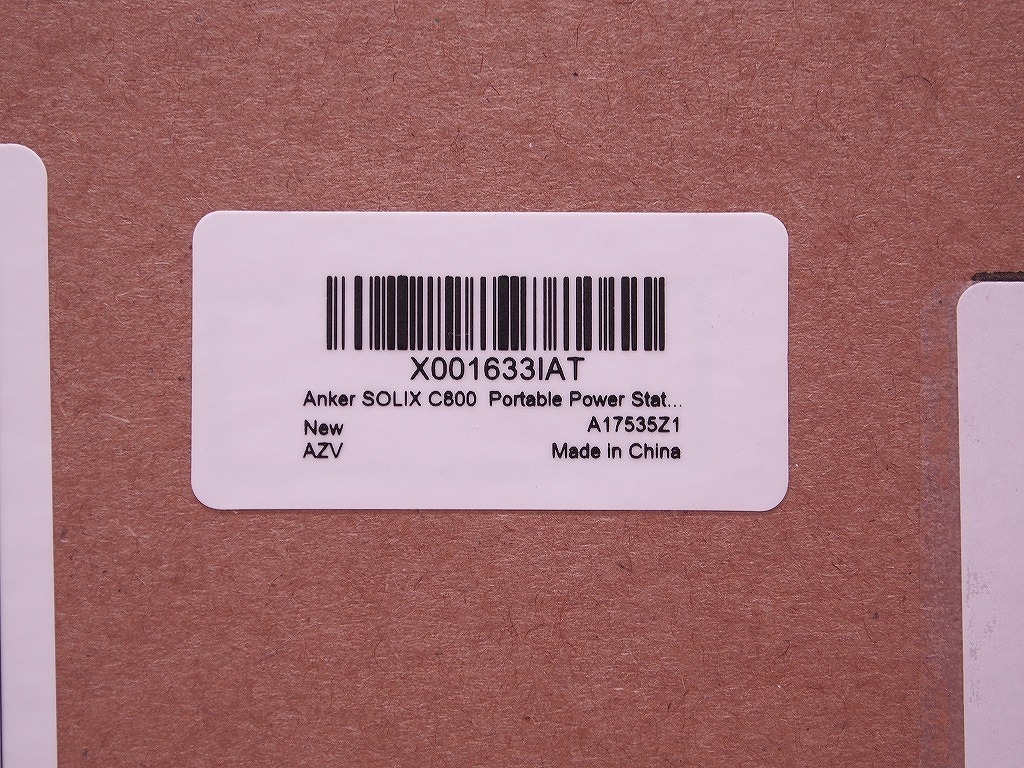 X001633IAT
Anker SOLIX C800  Portable Power Stat...
New A17535Z1
AZV Made in China